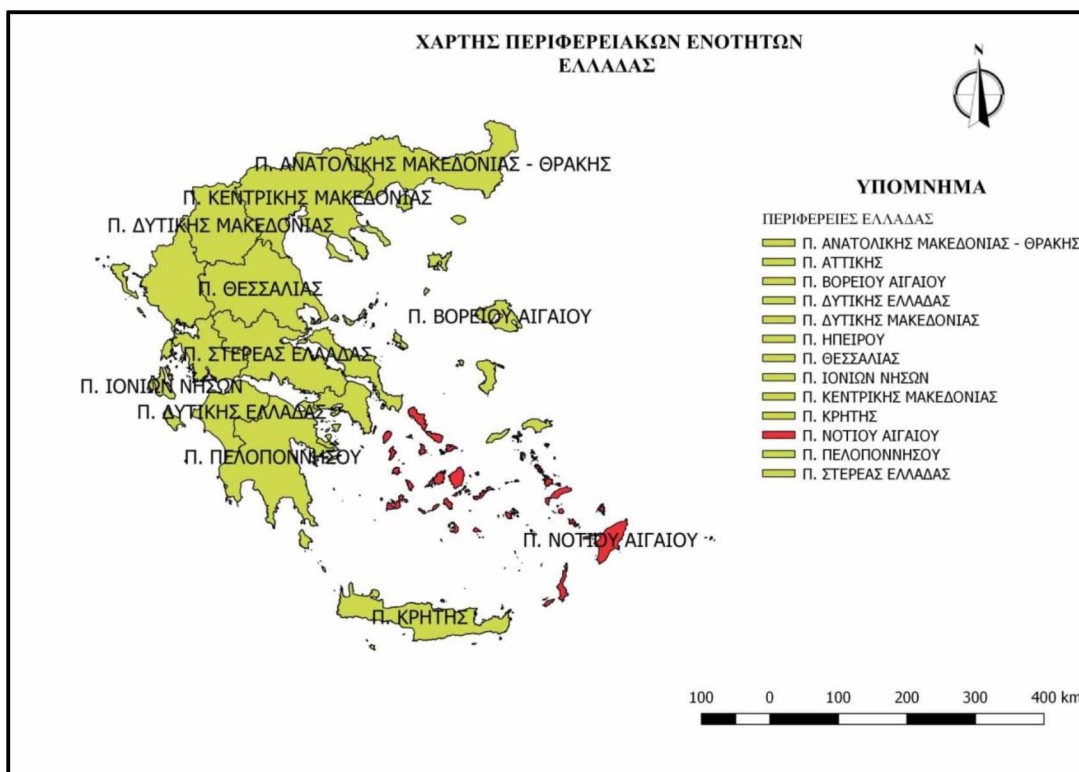 ΧΑΡΤΗΣ ΠΕΡΙΦΕΡΕΙΑΚΩΝ ΕΝΟΤΗΤΩΝ
ΕΛΛΑΔΑΣ
N
Π. ΑΝΑΤΟΛΙΚΗΣ ΜΑΚΕΔΟΝΙΑΣ - ΘΡΑΚΗΣ
Π. ΚΕΝΤΡΙΚΗΣ ΜΑΚΕΔΟΝΙΑΣ
Π. ΔΥΤΙΚΗΣ ΜΑΚΕΔΟΝΙΑΣ
Π. ΘΕΣΣΑΛΙΑΣ
Π. ΒΟΡΕΙΟΥ ΑΙΓΑΙΟΥ
Π. ΣΤΕΡΕΑΣ ΕΛΛΑΔΑΣ
Π. ΙΟΝΙΩΝ ΝΗΣΩΝ
Π. ΔΥΤΙΚΗΣ ΕΛΛΑΔΑΣ
Π. ΠΕΛΟΠΟΝΝΗΣΟΥ
Π. ΝΟΤΙΟΥ ΑΙΓΑΙΟΥ
Π. ΚΡΗΤΗΣ
ΥΠΟΜΝΗΜΑ
ΠΕΡΙΦΕΡΕΙΕΣ ΕΛΛΑΔΑΣ
Π. ΑΝΑΤΟΛΙΚΗΣ ΜΑΚΕΔΟΝΙΑΣ - ΘΡΑΚΗΣ
Π. ΑΤΤΙΚΗΣ
Π. ΒΟΡΕΙΟΥ ΑΙΓΑΙΟΥ
Π. ΔΥΤΙΚΗΣ ΕΛΛΑΔΑΣ
Π. ΔΥΤΙΚΗΣ ΜΑΚΕΔΟΝΙΑΣ
Π. ΗΠΕΙΡΟΥ
Π. ΘΕΣΣΑΛΙΑΣ
Π. ΙΟΝΙΩΝ ΝΗΣΩΝ
Π. ΚΕΝΤΡΙΚΗΣ ΜΑΚΕΔΟΝΙΑΣ
Π. ΚΡΗΤΗΣ
Π. ΝΟΤΙΟΥ ΑΙΓΑΙΟΥ
Π. ΠΕΛΟΠΟΝΝΗΣΟΥ
Π. ΣΤΕΡΕΑΣ ΕΛΛΑΔΑΣ
100 0 100 200 300 400 km